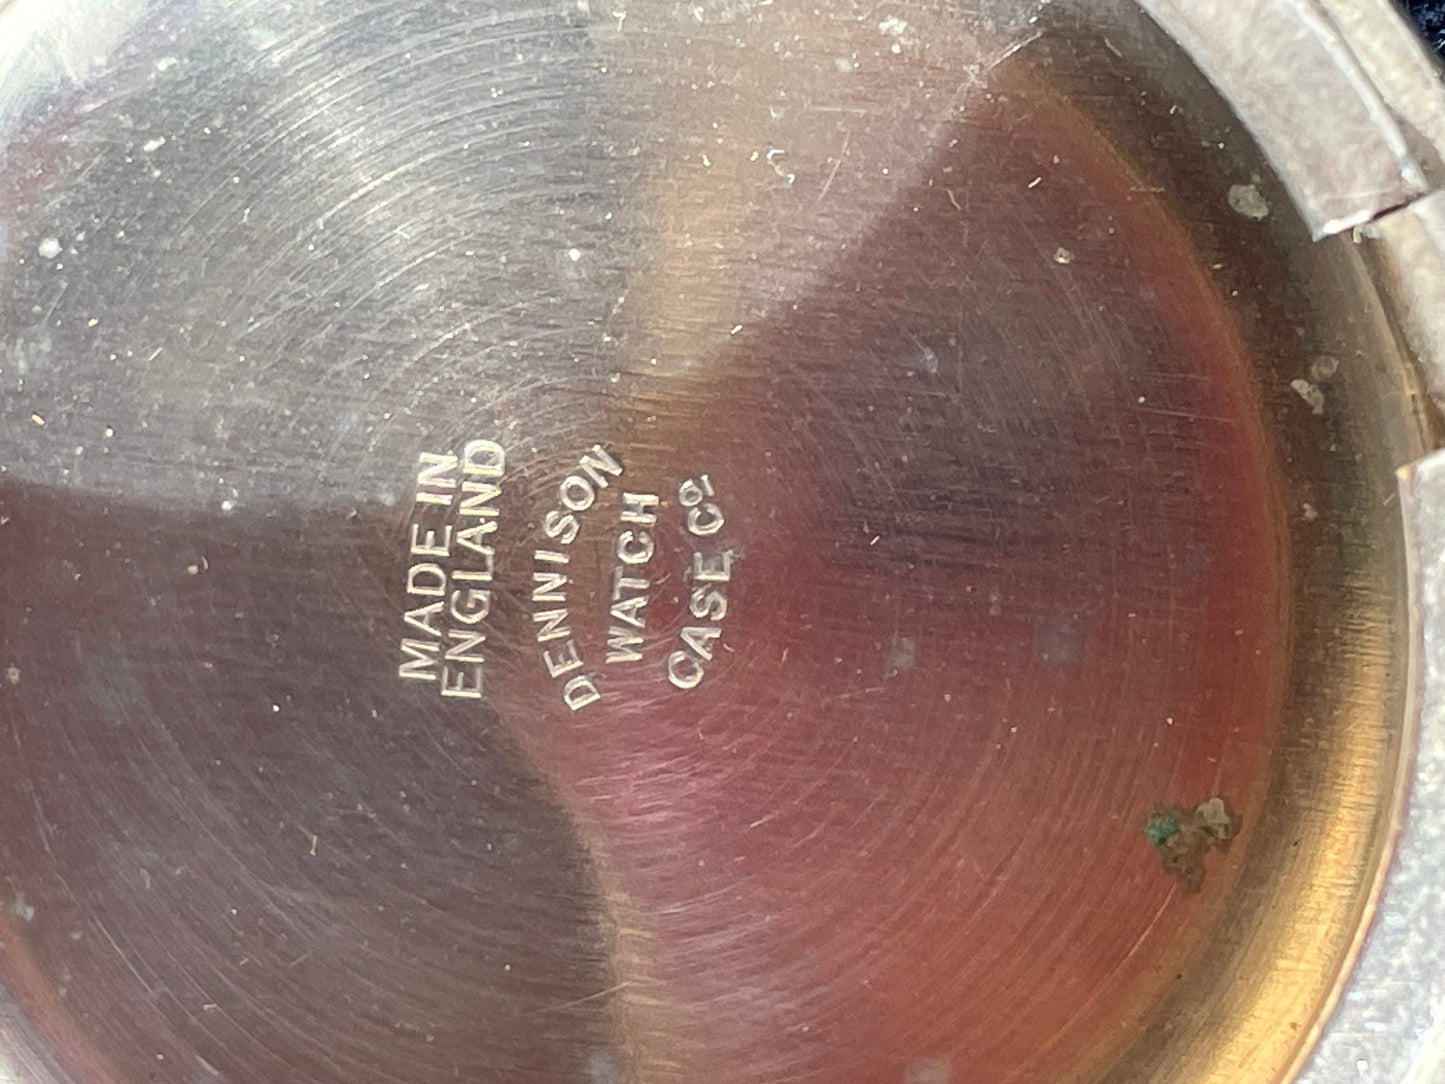 MADE IN
ENGLAND
DENNISON
WATCH
CASE Cº